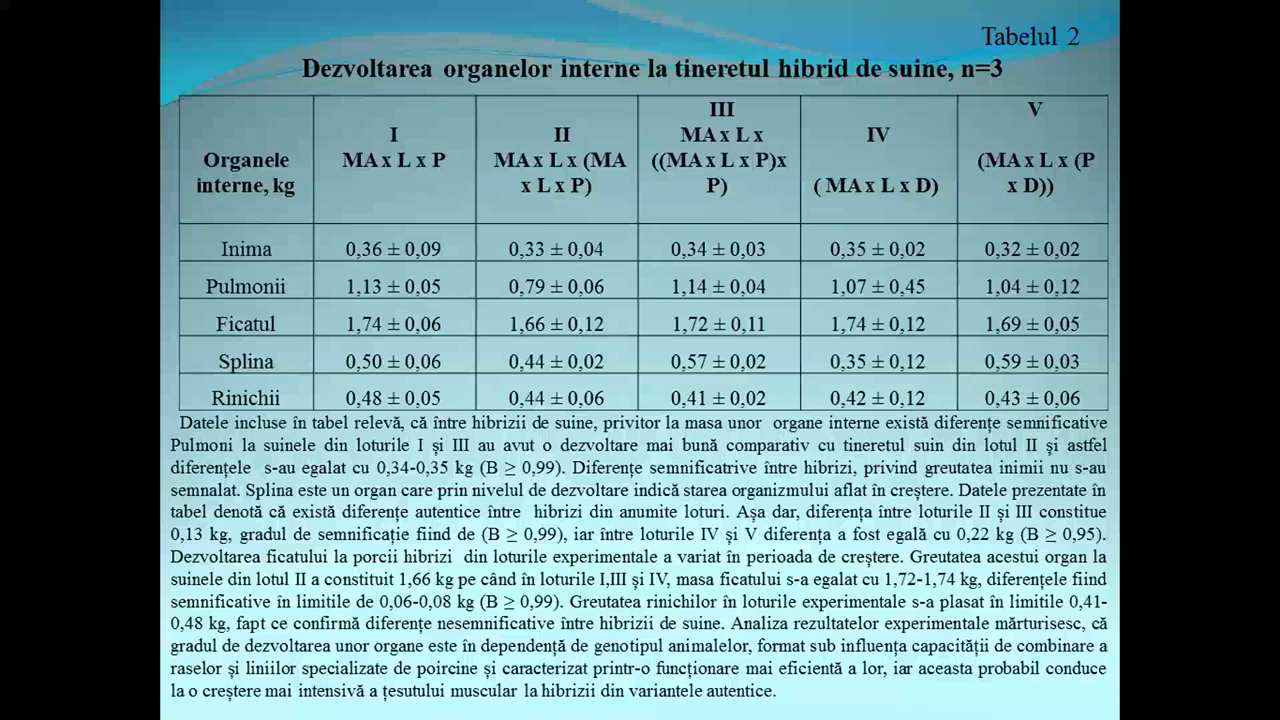 Tabelul 2
Dezvoltarea organelor interne la tineretul hibrid de suine, n=3
Organele interne, kg | I MA x L x P | II MA x L x (MA x L x P) | III MA x L x ((MA x L x P)x P) | IV ( MA x L x D) | V (MA x L x (P x D))
Inima | 0,36 ± 0,09 | 0,33 ± 0,04 | 0,34 ± 0,03 | 0,35 ± 0,02 | 0,32 ± 0,02
Pulmonii | 1,13 ± 0,05 | 0,79 ± 0,06 | 1,14 ± 0,04 | 1,07 ± 0,45 | 1,04 ± 0,12
Ficatul | 1,74 ± 0,06 | 1,66 ± 0,12 | 1,72 ± 0,11 | 1,74 ± 0,12 | 1,69 ± 0,05
Splina | 0,50 ± 0,06 | 0,44 ± 0,02 | 0,57 ± 0,02 | 0,35 ± 0,12 | 0,59 ± 0,03
Rinichii | 0,48 ± 0,05 | 0,44 ± 0,06 | 0,41 ± 0,02 | 0,42 ± 0,12 | 0,43 ± 0,06
Datele incluse în tabel relevă, că între hibrizii de suine, privitor la masa unor organe interne există diferențe semnificative
Pulmoni la suinele din loturile I și III au avut o dezvoltare mai bună comparativ cu tineretul suin din lotul II și astfel
diferențele s-au egalat cu 0,34-0,35 kg (B ≥ 0,99). Diferențe semnificatrive între hibrizi, privind greutatea inimii nu s-au
semnalat. Splina este un organ care prin nivelul de dezvoltare indică starea organizmului aflat în creștere. Datele prezentate în
tabel denotă că există diferențe autentice între hibrizi din anumite loturi. Așa dar, diferența între loturile II și III constitue
0,13 kg, gradul de semnificație fiind de (B ≥ 0,99), iar între loturile IV și V diferența a fost egală cu 0,22 kg (B ≥ 0,95).
Dezvoltarea ficatului la porcii hibrizi din loturile experimentale a variat în perioada de creștere. Greutatea acestui organ la
suinele din lotul II a constituit 1,66 kg pe când în loturile I,III și IV, masa ficatului s-a egalat cu 1,72-1,74 kg, diferențele fiind
semnificative în limitile de 0,06-0,08 kg (B ≥ 0,99). Greutatea rinichilor în loturile experimentale s-a plasat în limitile 0,41-
0,48 kg, fapt ce confirmă diferențe nesemnificative între hibrizii de suine. Analiza rezultatelor experimentale mărturisesc, că
gradul de dezvoltarea unor organe este în dependență de genotipul animalelor, format sub influența capacității de combinare a
raselor și liniilor specializate de porcine și caracterizat printr-o funcționare mai eficientă a lor, iar aceasta probabil conduce
la o creștere mai intensivă a țesutului muscular la hibrizii din variantele autentice.